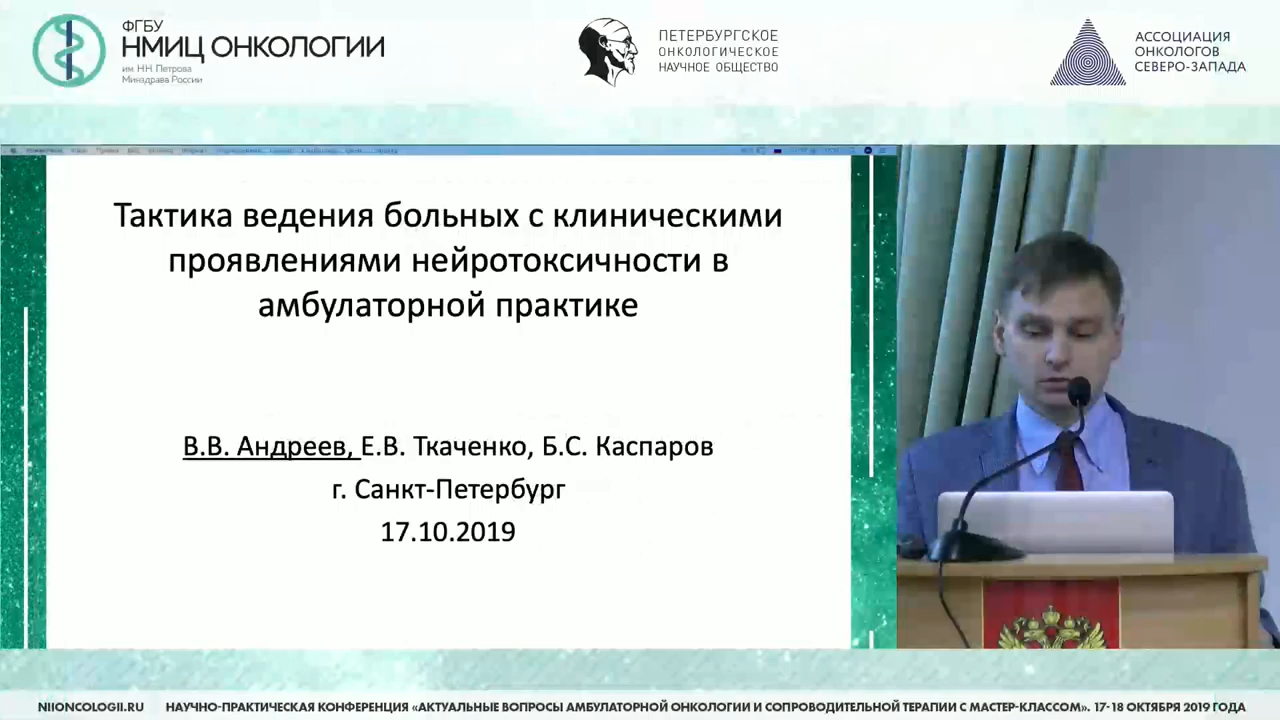 ФГБУ
НМИЦ ОНКОЛОГИИ
им. Н.Н. Петрова
Минздрава России
ПЕТЕРБУРГСКОЕ
ОНКОЛОГИЧЕСКОЕ
НАУЧНОЕ ОБЩЕСТВО
АССОЦИАЦИЯ
ОНКОЛОГОВ
СЕВЕРО-ЗАПАДА
Тактика ведения больных с клиническими
проявлениями нейротоксичности в
амбулаторной практике
В.В. Андреев, Е.В. Ткаченко, Б.С. Каспаров
г. Санкт-Петербург
17.10.2019
NIIONCOLOGII.RU НАУЧНО-ПРАКТИЧЕСКАЯ КОНФЕРЕНЦИЯ «АКТУАЛЬНЫЕ ВОПРОСЫ АМБУЛАТОРНОЙ ОНКОЛОГИИ И СОПРОВОДИТЕЛЬНОЙ ТЕРАПИИ С МАСТЕР-КЛАССОМ». 17-18 ОКТЯБРЯ 2019 ГОДА